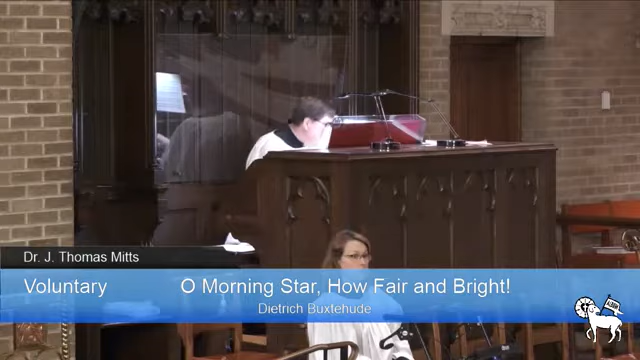 Dr. J. Thomas Mitts
Voluntary
O Morning Star, How Fair and Bright!
Dietrich Buxtehude